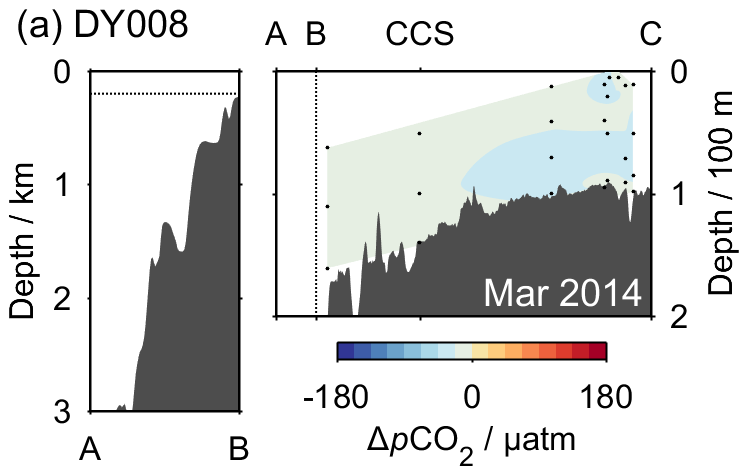 (a) DY008
A B CCS C
0
1
2
3
Depth / km
A B
0
1
2
Depth / 100 m
Mar 2014
-180 0 180
ΔpCO2 / µatm